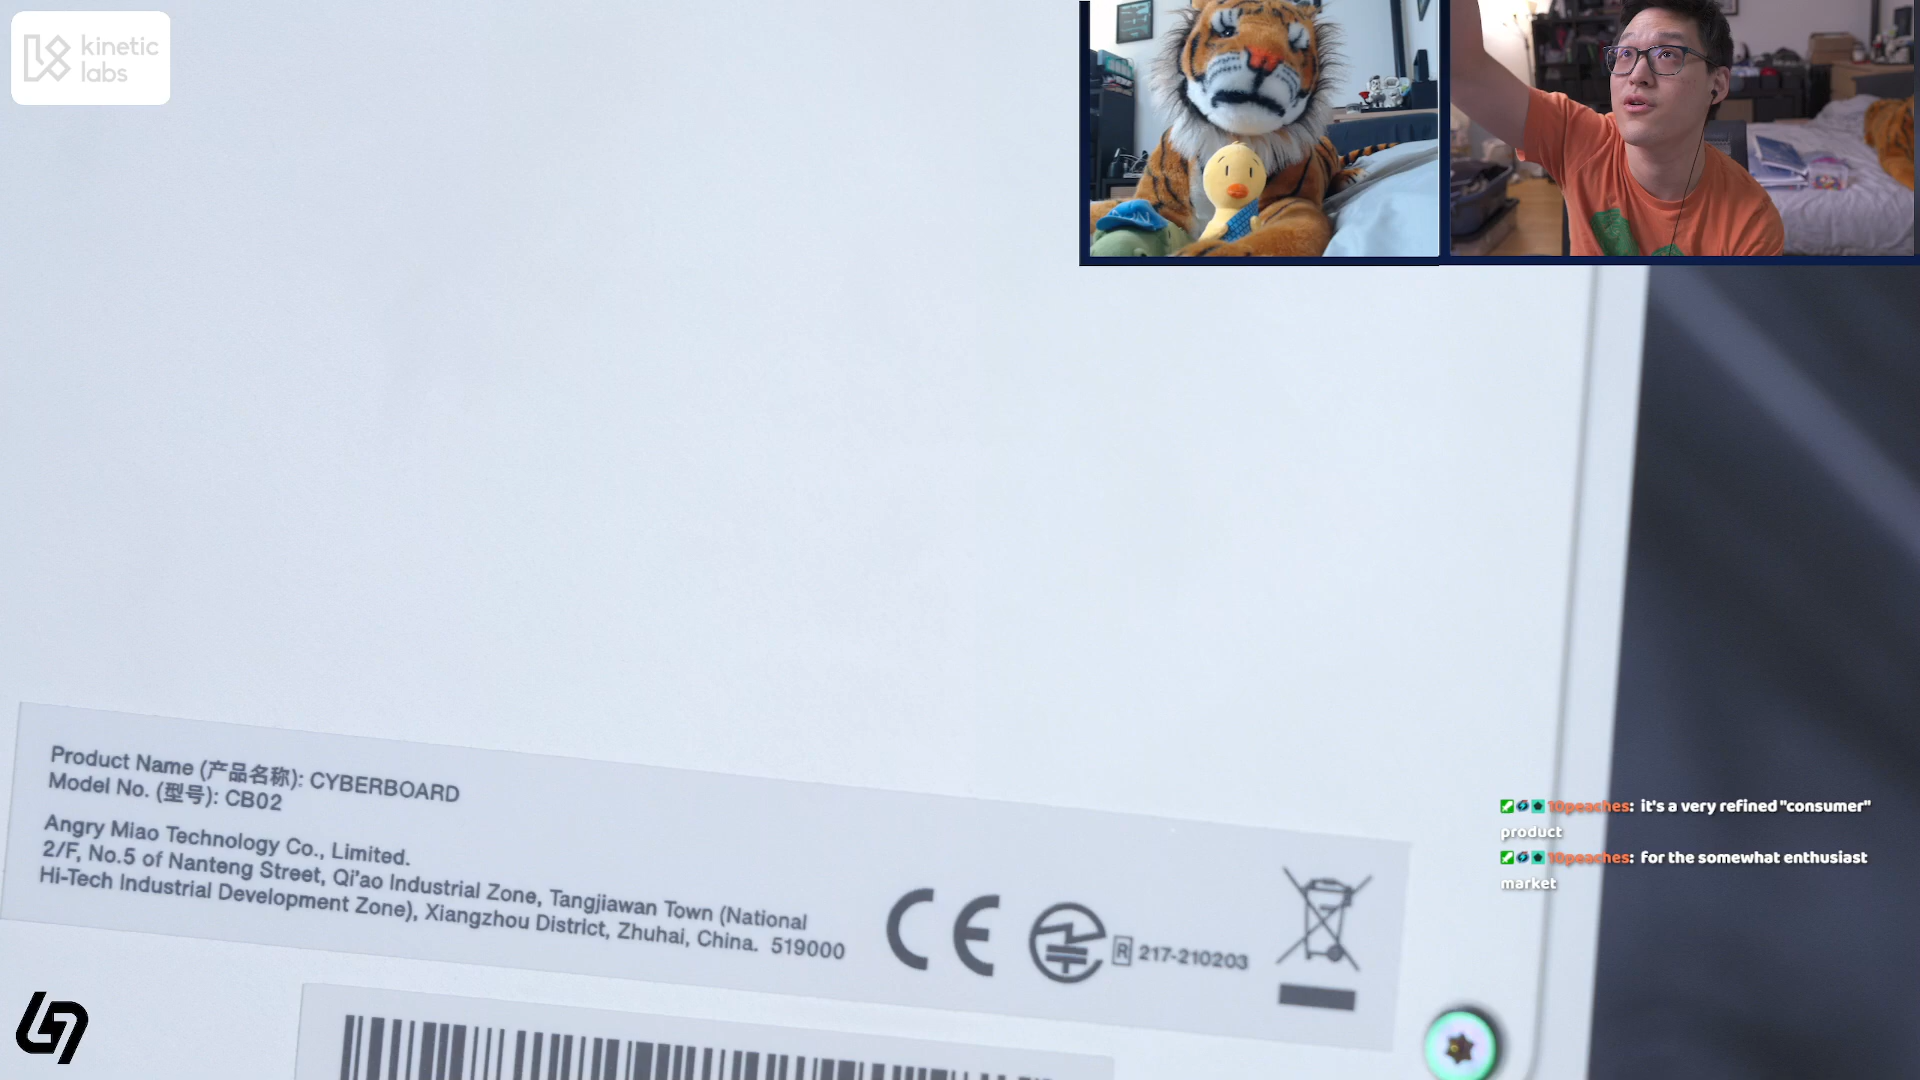 kinetic
labs
Product Name (产品名称): CYBERBOARD
Model No. (型号): CB02
Angry Miao Technology Co., Limited.
2/F, No.5 of Nanteng Street, Qi'ao Industrial Zone, Tangjiawan Town (National
Hi-Tech Industrial Development Zone), Xiangzhou District, Zhuhai, China. 519000
CE
R 217-210203
10peaches: it's a very refined "consumer"
product
10peaches: for the somewhat enthusiast
market